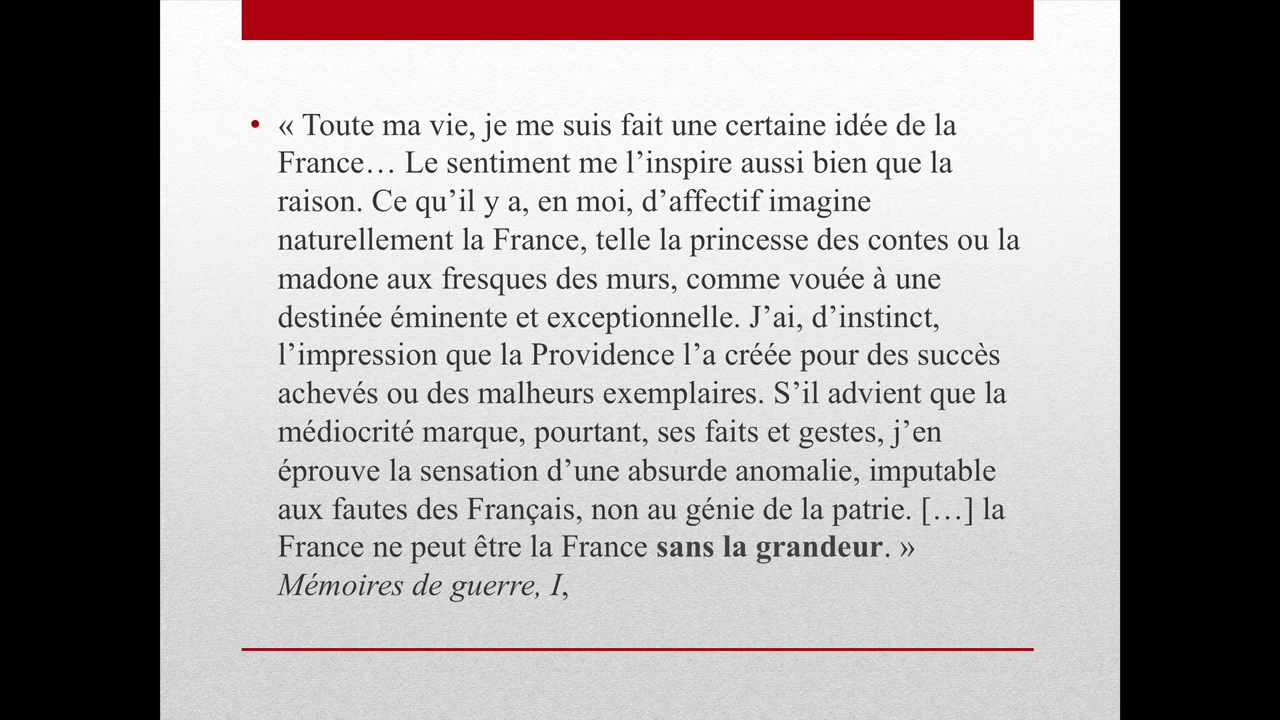 • « Toute ma vie, je me suis fait une certaine idée de la
France… Le sentiment me l’inspire aussi bien que la
raison. Ce qu’il y a, en moi, d’affectif imagine
naturellement la France, telle la princesse des contes ou la
madone aux fresques des murs, comme vouée à une
destinée éminente et exceptionnelle. J’ai, d’instinct,
l’impression que la Providence l’a créée pour des succès
achevés ou des malheurs exemplaires. S’il advient que la
médiocrité marque, pourtant, ses faits et gestes, j’en
éprouve la sensation d’une absurde anomalie, imputable
aux fautes des Français, non au génie de la patrie. […] la
France ne peut être la France sans la grandeur. »
Mémoires de guerre, I,